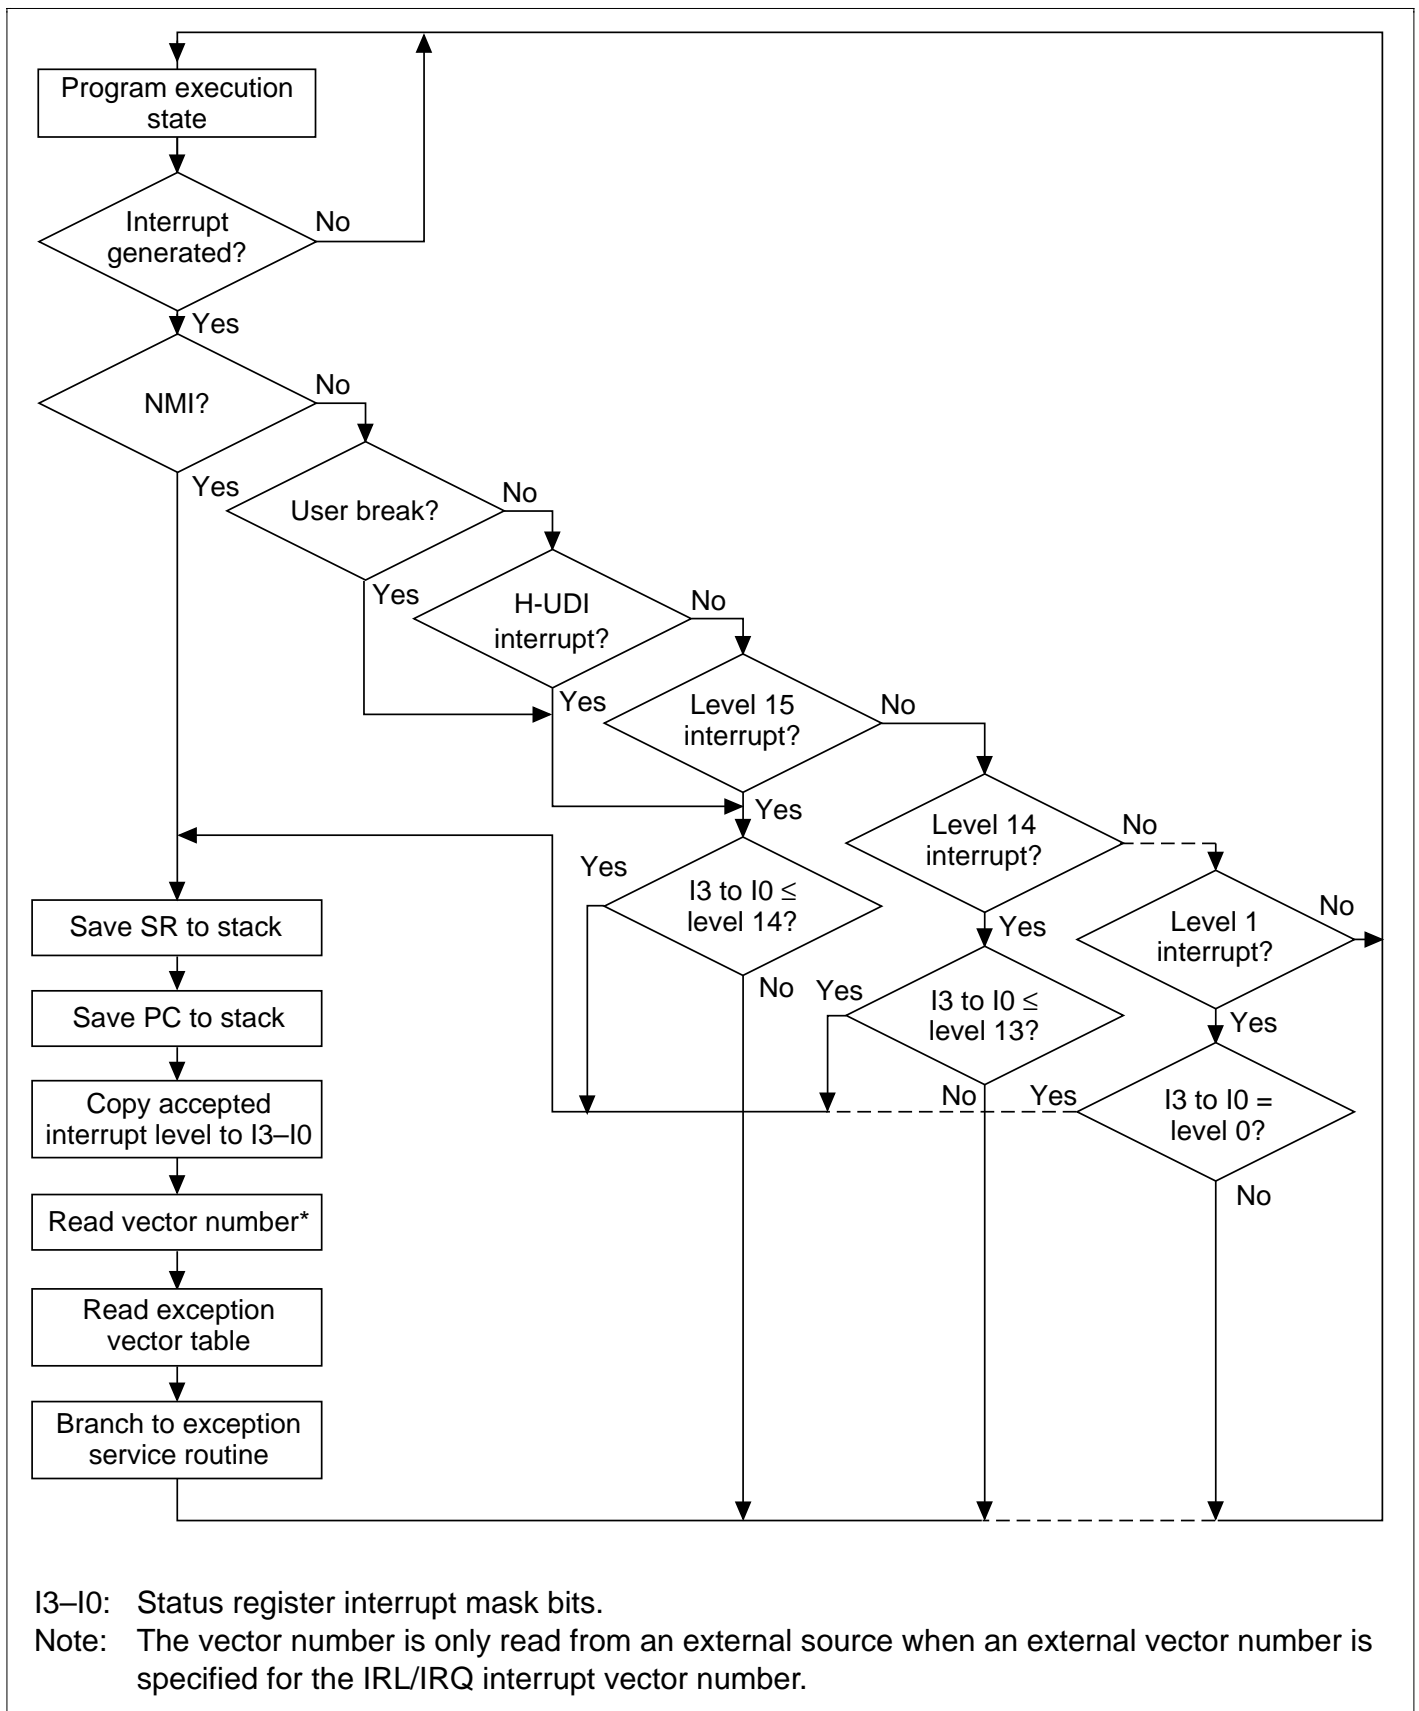 Program execution
state
Interrupt
generated?
No
Yes
NMI?
No
Yes
User break?
No
Yes
H-UDI
interrupt?
No
Yes
Level 15
interrupt?
No
Yes
Level 14
interrupt?
No
Yes
I3 to I0 ≤
level 14?
Yes
No
Level 1
interrupt?
No
Yes
I3 to I0 ≤
level 13?
Yes
No
I3 to I0 =
level 0?
Yes
No
Save SR to stack
Save PC to stack
Copy accepted
interrupt level to I3–I0
Read vector number*
Read exception
vector table
Branch to exception
service routine
I3–I0: Status register interrupt mask bits.
Note: The vector number is only read from an external source when an external vector number is
specified for the IRL/IRQ interrupt vector number.